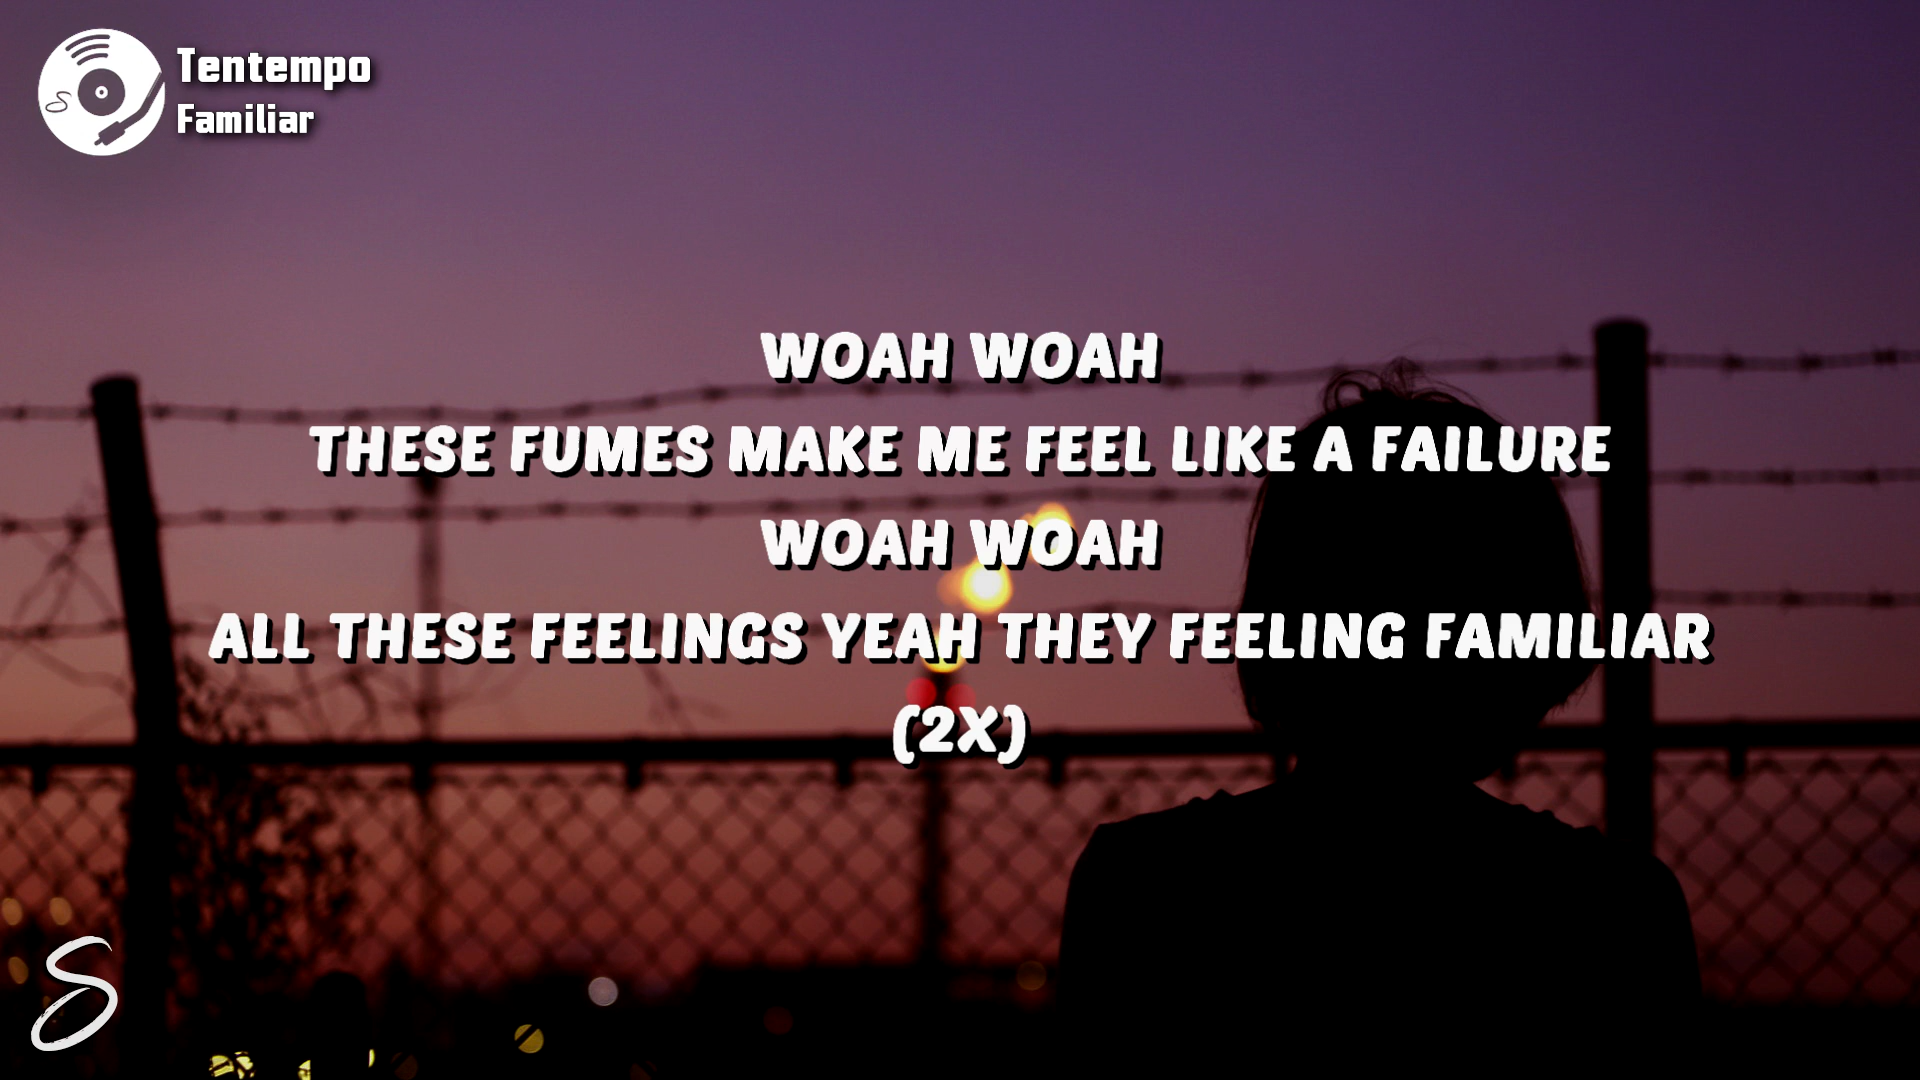 Tentempo
Familiar
WOAH WOAH
THESE FUMES MAKE ME FEEL LIKE A FAILURE
WOAH WOAH
ALL THESE FEELINGS YEAH THEY FEELING FAMILIAR
(2X)
S